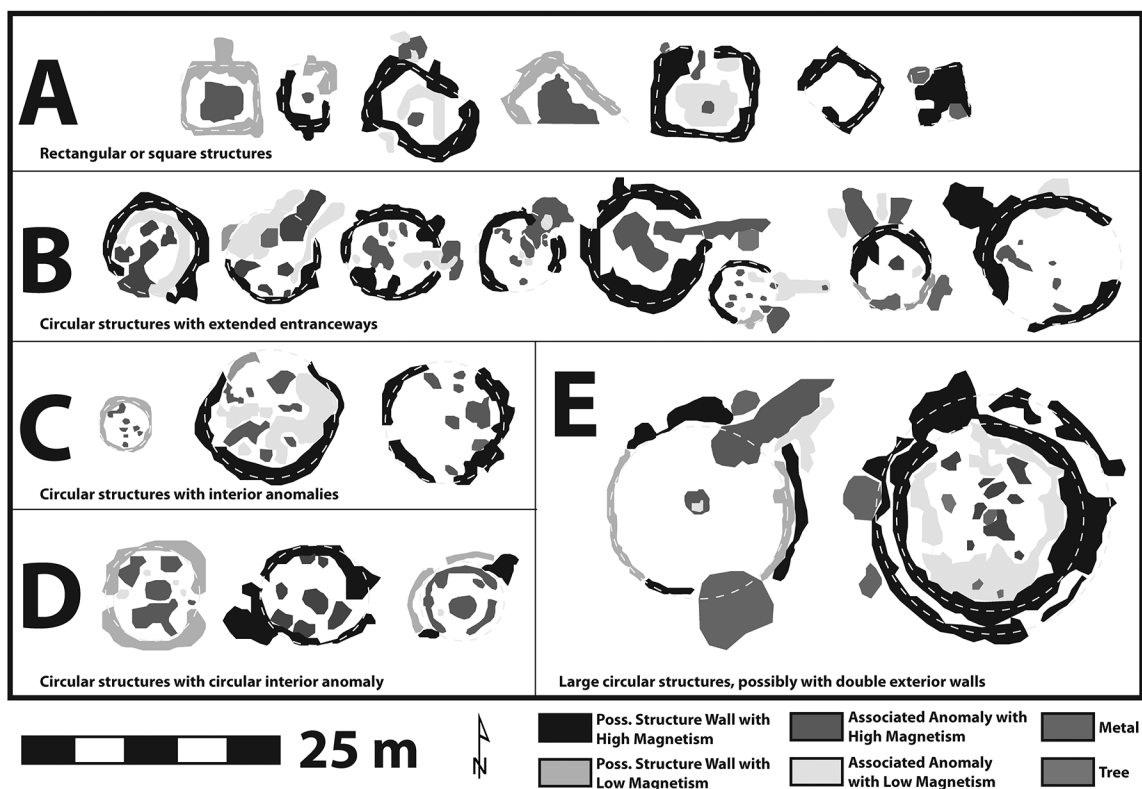 A
Rectangular or square structures
B
Circular structures with extended entranceways
C
Circular structures with interior anomalies
D
Circular structures with circular interior anomaly
E
Large circular structures, possibly with double exterior walls
25 m
N
Poss. Structure Wall with
High Magnetism
Poss. Structure Wall with
Low Magnetism
Associated Anomaly with
High Magnetism
Associated Anomaly
with Low Magnetism
Metal
Tree